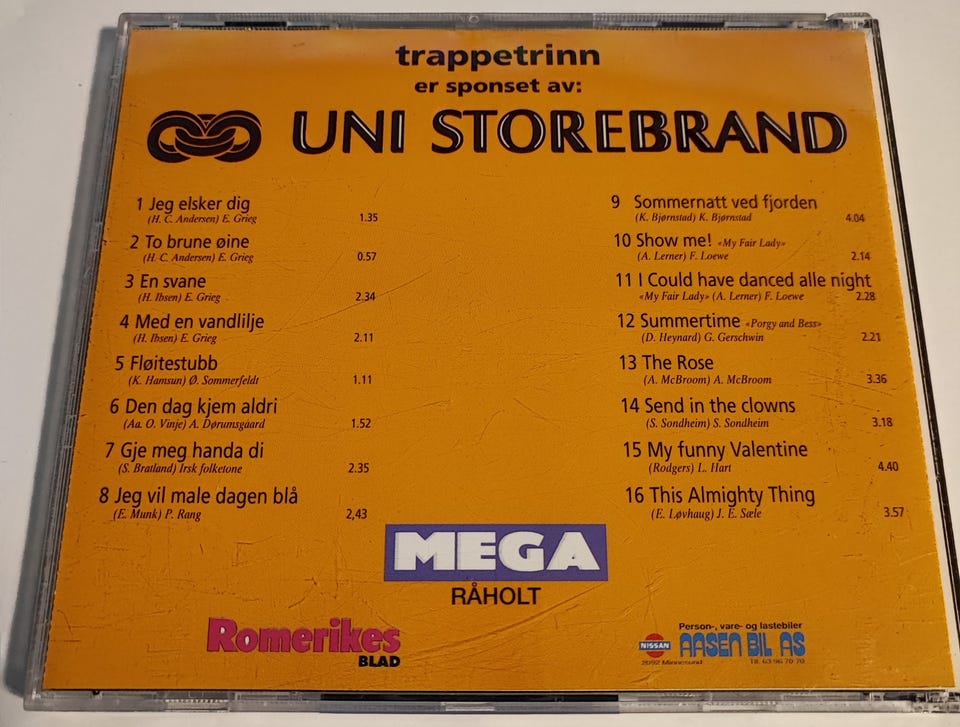 trappetrinn
er sponset av:
UNI STOREBRAND
1 Jeg elsker dig
(H. C. Andersen) E. Grieg 1.35
2 To brune øine
(H. C. Andersen) E. Grieg 0.57
3 En svane
(H. Ibsen) E. Grieg 2.34
4 Med en vandlilje
(H. Ibsen) E. Grieg 2.11
5 Fløitestubb
(K. Hamsun) Ø. Sommerfeldt 1.11
6 Den dag kjem aldri
(Aa. O. Vinje) A. Dørumsgaard 1.52
7 Gje meg handa di
(S. Bratland) Irsk folketone 2.35
8 Jeg vil male dagen blå
(E. Munk) P. Rang 2,43
9 Sommernatt ved fjorden
(K. Bjørnstad) K. Bjørnstad 4.04
10 Show me! «My Fair Lady»
(A. Lerner) F. Loewe 2.14
11 I Could have danced alle night
«My Fair Lady» (A. Lerner) F. Loewe 2.28
12 Summertime «Porgy and Bess»
(D. Heynard) G. Gerschwin 2.21
13 The Rose
(A. McBroom) A. McBroom 3.36
14 Send in the clowns
(S. Sondheim) S. Sondheim 3.18
15 My funny Valentine
(Rodgers) L. Hart 4.40
16 This Almighty Thing
(E. Løvhaug) J. E. Sæle 3.57
MEGA
RÅHOLT
Romerikes
BLAD
Person-, vare- og lastebiler
NISSAN AASEN BIL AS
2092 Minnesund Tlf. 63 96 70 70